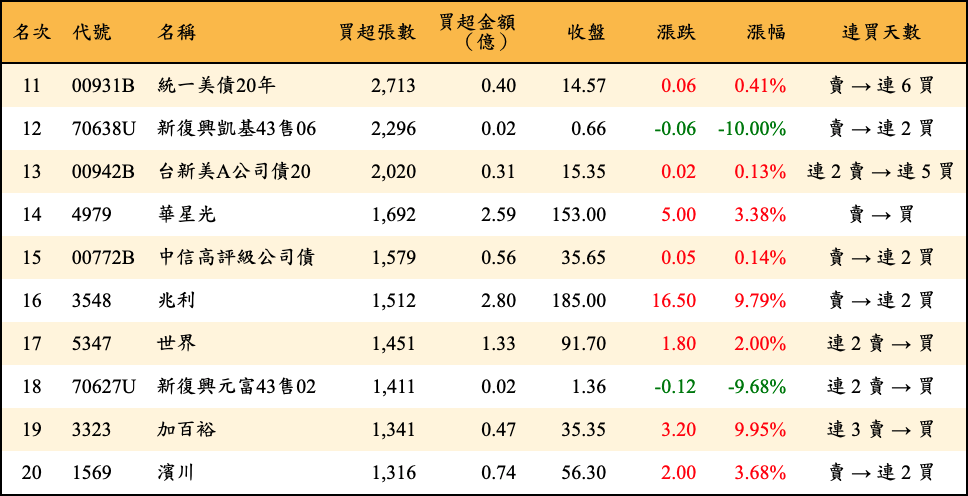 名次 代號 名稱 買超張數 買超金額（億） 收盤 漲跌 漲幅 連買天數
11 00931B 統一美債20年 2,713 0.40 14.57 0.06 0.41% 賣 → 連 6 買
12 70638U 新復興凱基43售06 2,296 0.02 0.66 -0.06 -10.00% 賣 → 連 2 買
13 00942B 台新美A公司債20 2,020 0.31 15.35 0.02 0.13% 連 2 賣 → 連 5 買
14 4979 華星光 1,692 2.59 153.00 5.00 3.38% 賣 → 買
15 00772B 中信高評級公司債 1,579 0.56 35.65 0.05 0.14% 賣 → 連 2 買
16 3548 兆利 1,512 2.80 185.00 16.50 9.79% 賣 → 連 2 買
17 5347 世界 1,451 1.33 91.70 1.80 2.00% 連 2 賣 → 買
18 70627U 新復興元富43售02 1,411 0.02 1.36 -0.12 -9.68% 連 2 賣 → 買
19 3323 加百裕 1,341 0.47 35.35 3.20 9.95% 連 3 賣 → 買
20 1569 濱川 1,316 0.74 56.30 2.00 3.68% 賣 → 連 2 買